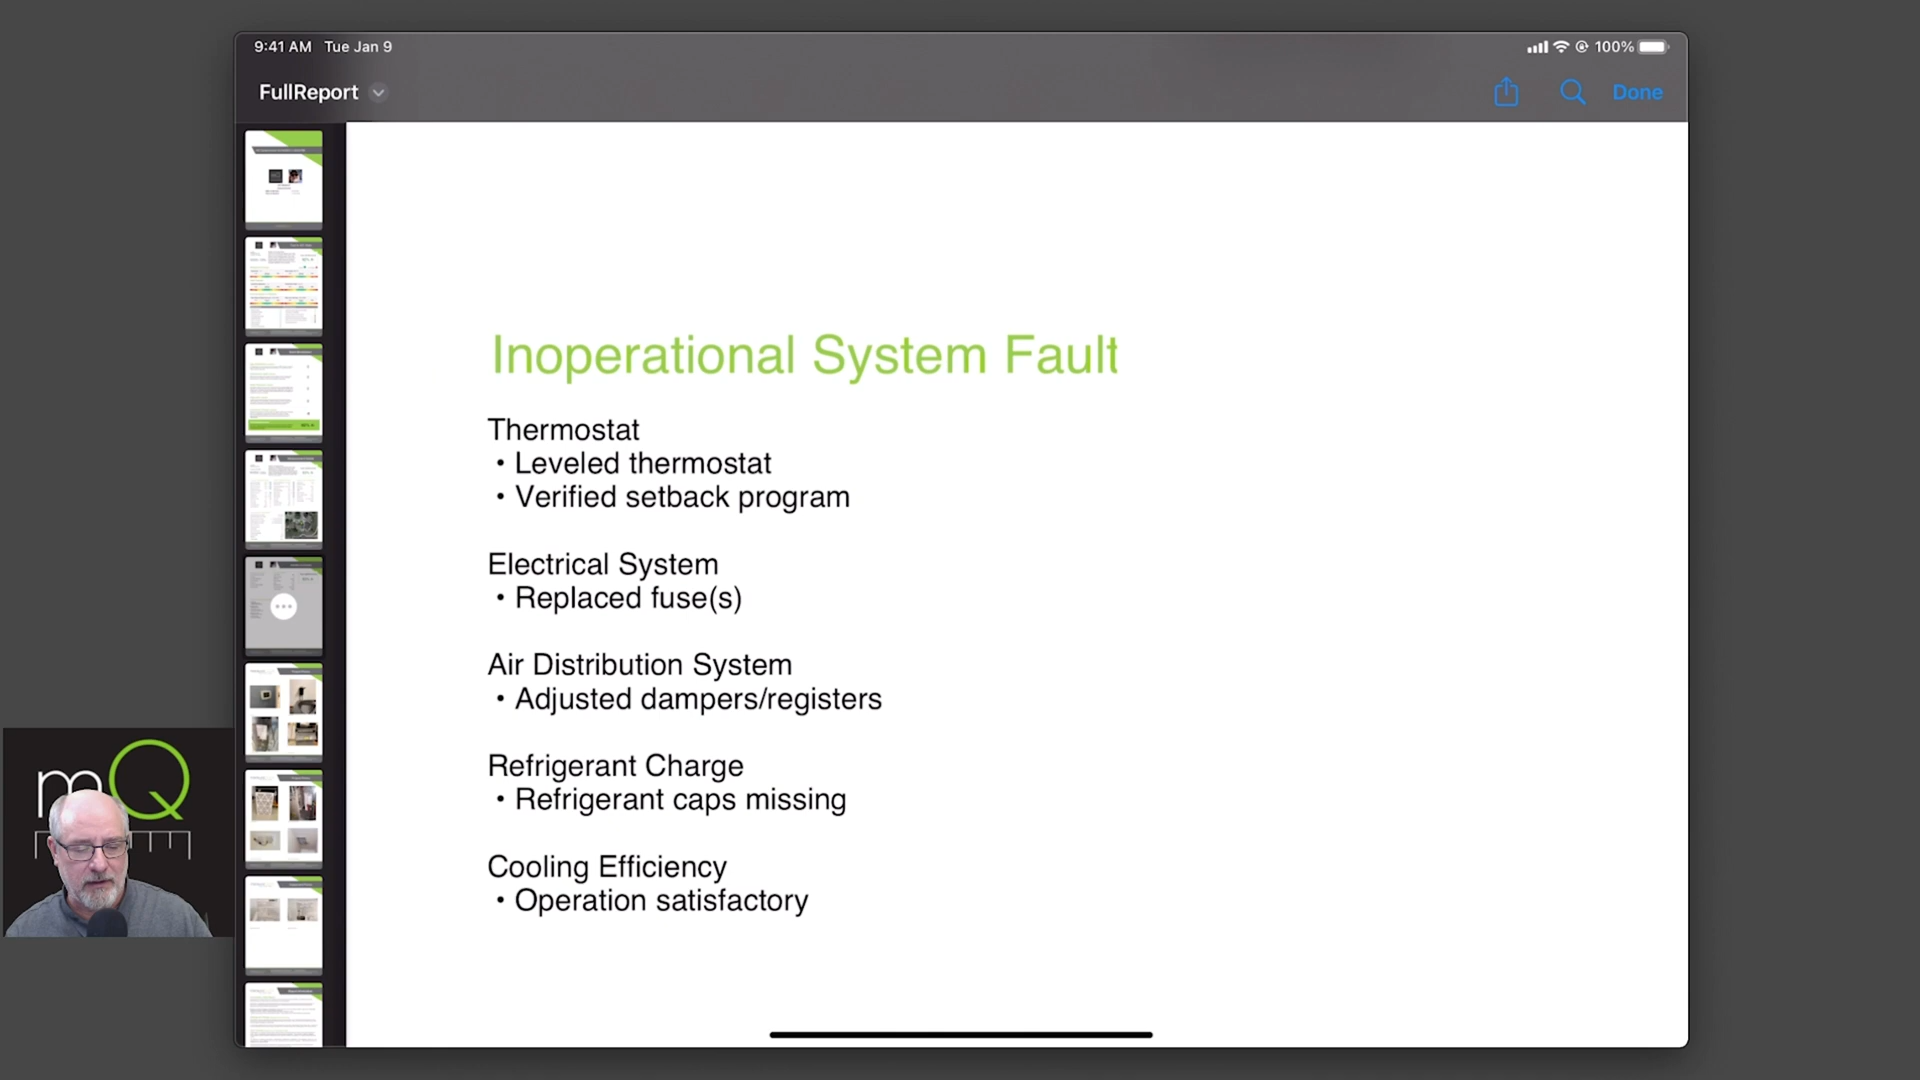 9:41 AM Tue Jan 9
100%
FullReport
Done
Inoperational System Fault
Thermostat
• Leveled thermostat
• Verified setback program
Electrical System
• Replaced fuse(s)
Air Distribution System
• Adjusted dampers/registers
Refrigerant Charge
• Refrigerant caps missing
Cooling Efficiency
• Operation satisfactory
mQ